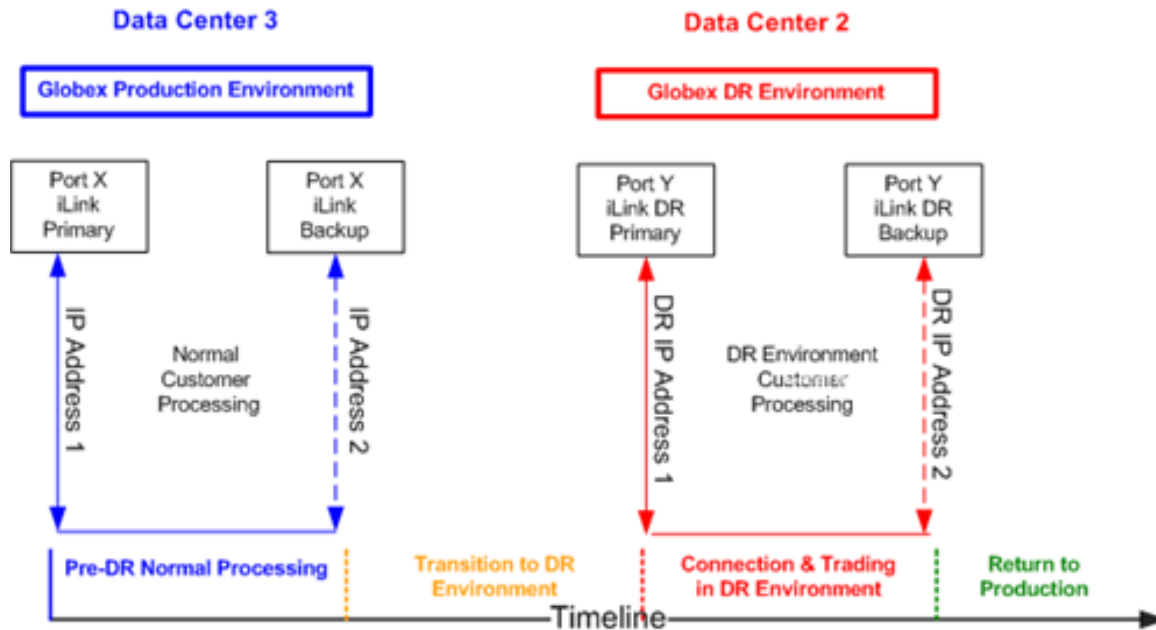 Data Center 3
Data Center 2
Globex Production Environment
Globex DR Environment
Port X
iLink
Primary
Port X
iLink
Backup
Port Y
iLink DR
Primary
Port Y
iLink DR
Backup
IP Address 1
Normal
Customer
Processing
IP Address 2
DR IP Address 1
DR Environment
Customer
Processing
DR IP Address 2
Pre-DR Normal Processing
Transition to DR
Environment
Connection & Trading
in DR Environment
Return to
Production
Timeline